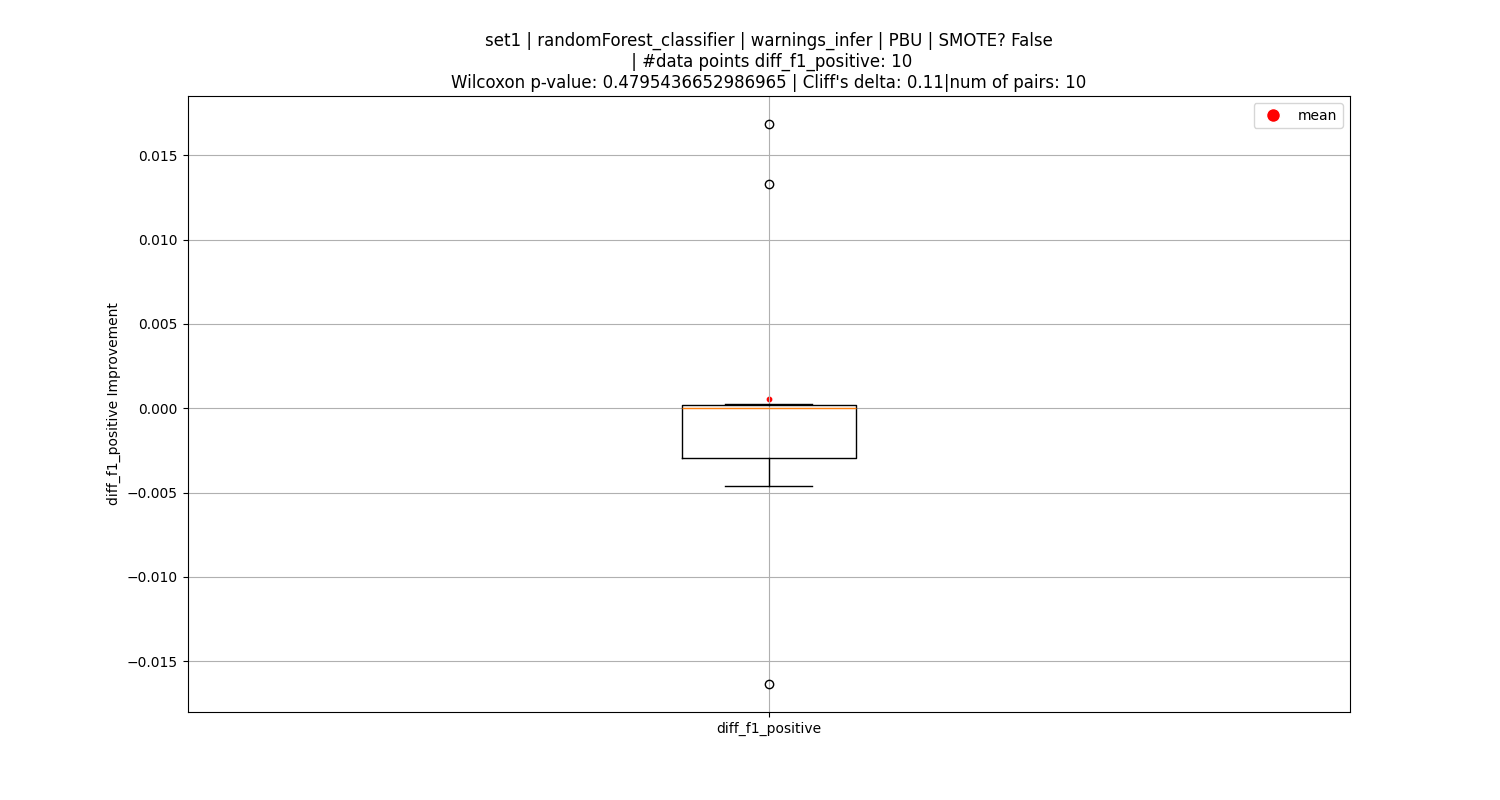 set1 | randomForest_classifier | warnings_infer | PBU | SMOTE? False
| #data points diff_f1_positive: 10
Wilcoxon p-value: 0.4795436652986965 | Cliff's delta: 0.11|num of pairs: 10
mean
0.015
0.010
0.005
0.000
−0.005
−0.010
−0.015
diff_f1_positive Improvement
diff_f1_positive